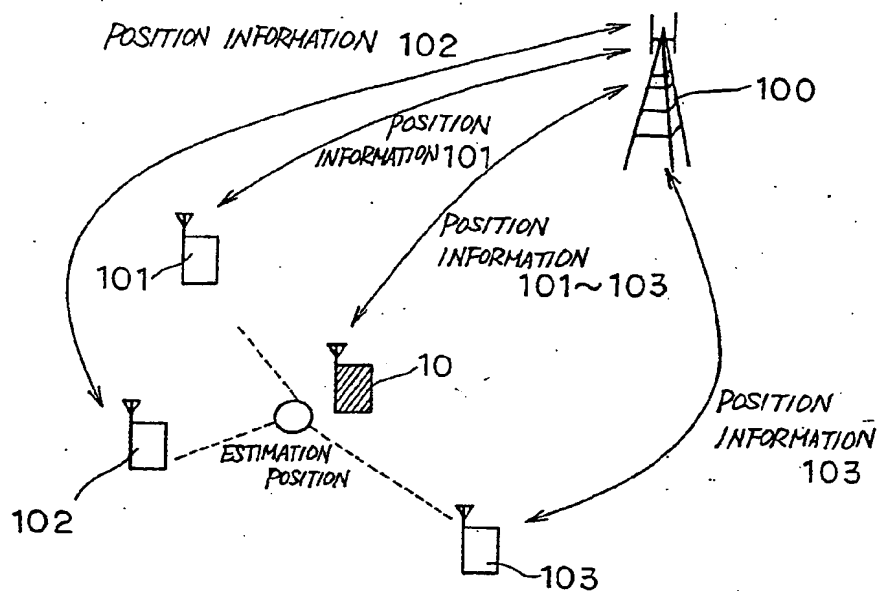 POSITION INFORMATION 102
100
POSITION
INFORMATION 101
POSITION
INFORMATION
101~103
101
10
POSITION
INFORMATION
103
ESTIMATION
POSITION
102
103